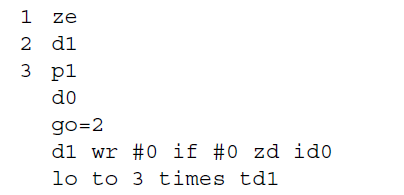 1 ze
2 d1
3 p1
d0
go=2
d1 wr #0 if #0 zd id0
lo to 3 times td1